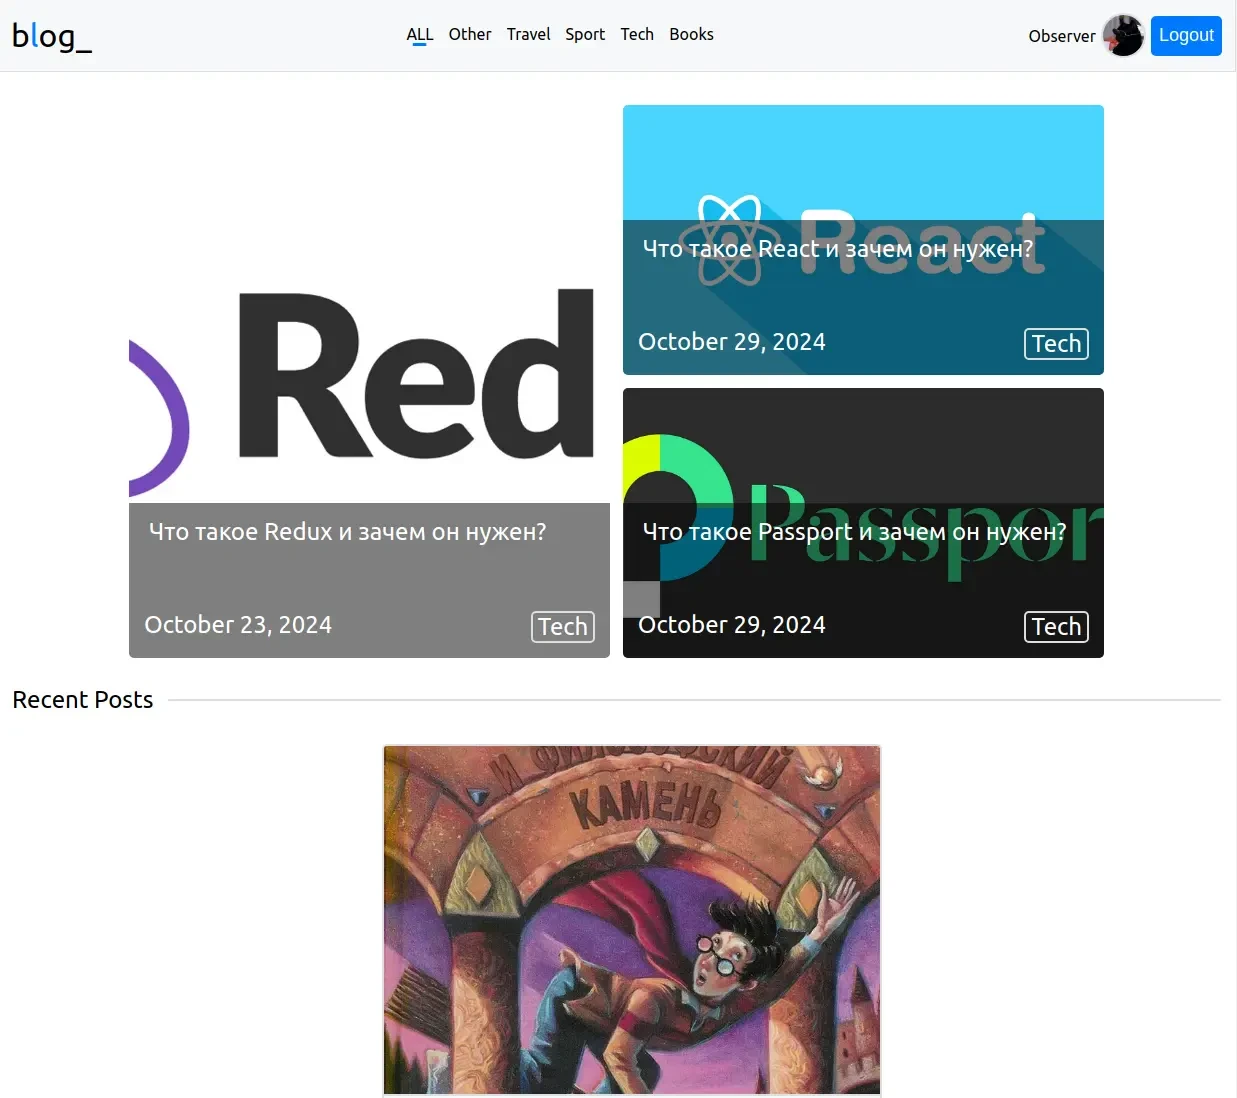 blog_
ALL Other Travel Sport Tech Books
Observer
Logout
Red
Что такое Redux и зачем он нужен?
October 23, 2024
Tech
React
Что такое React и зачем он нужен?
October 29, 2024
Tech
Passpor
Что такое Passport и зачем он нужен?
October 29, 2024
Tech
Recent Posts
И ФИЛОСОФСКИЙ
КАМЕНЬ